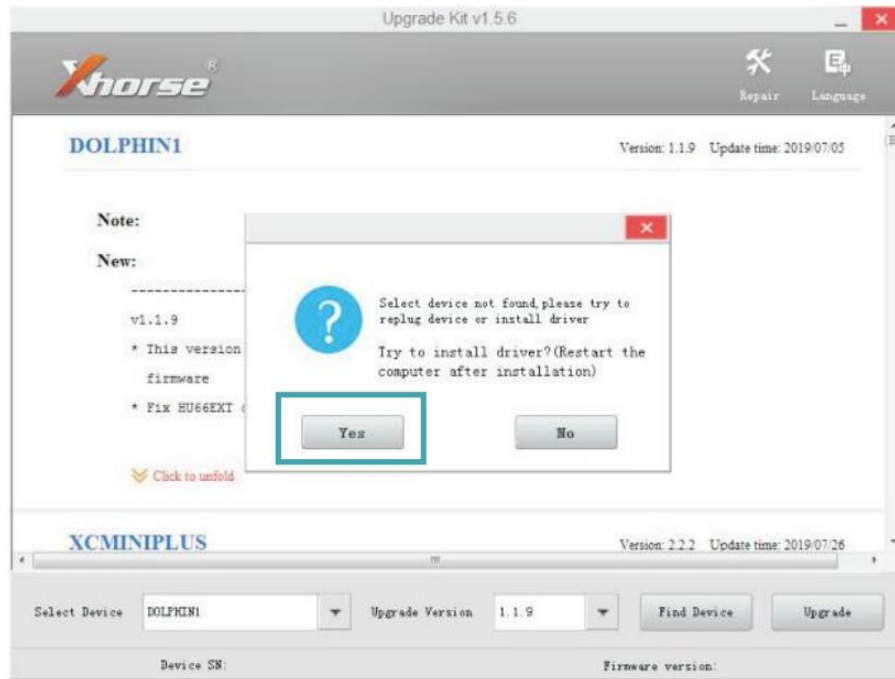 Upgrade Kit v1.5.6
Xhorse®
Repair
Language
DOLPHIN1
Version: 1.1.9 Update time: 2019/07/05
Note:
New:
v1.1.9
* This version
firmware
* Fix HU66EXT
Click to unfold
Select device not found,please try to
replug device or install driver
Try to install driver?(Restart the
computer after installation)
Yes
No
XCMINIPLUS
Version: 2.2.2 Update time: 2019/07/26
Select Device
DOLPHIN1
Upgrade Version
1.1.9
Find Device
Upgrade
Device SN:
Firmware version: